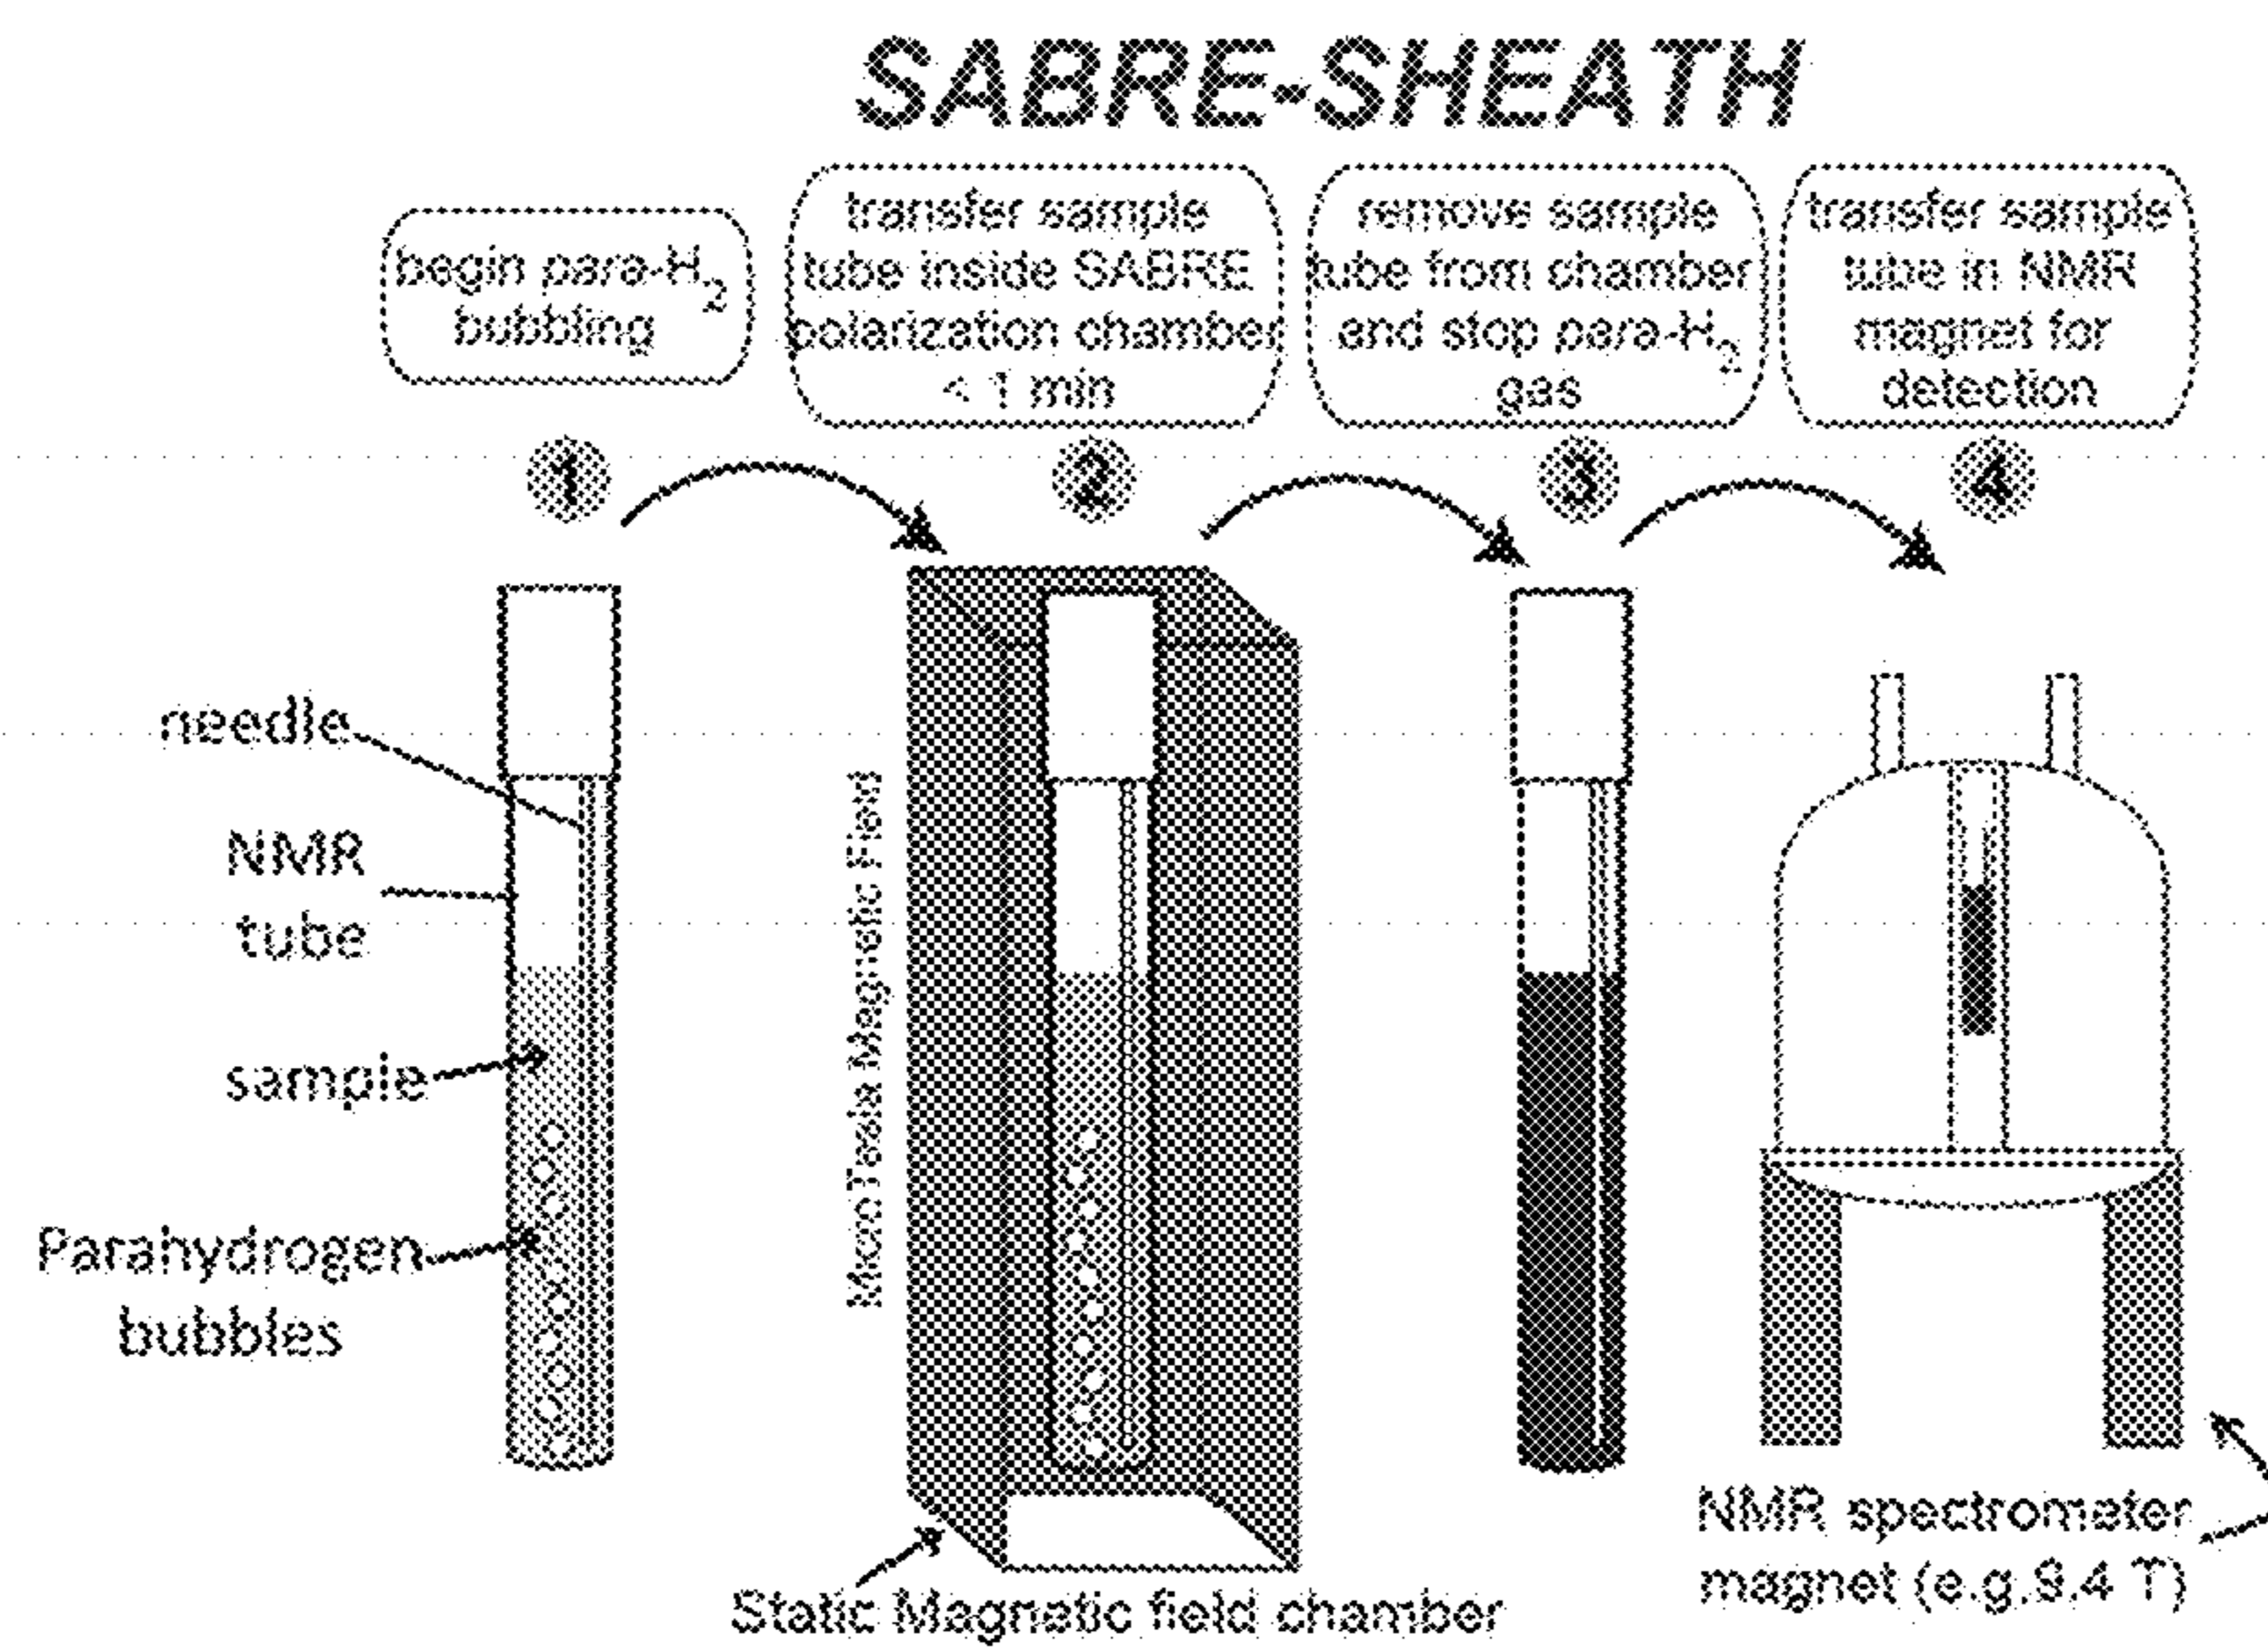 SABRE-SHEATH
begin para-H2
bubbling
transfer sample
tube inside SABRE
polarization chamber
< 1 min
remove sample
tube from chamber
and stop para-H2
gas
transfer sample
tube in NMR
magnet for
detection
1
2
3
4
needle
NMR
tube
sample
Parahydrogen
bubbles
MicroTesla Magnetic Field
Static Magnetic field chamber
NMR spectrometer
magnet (e.g.9.4 T)